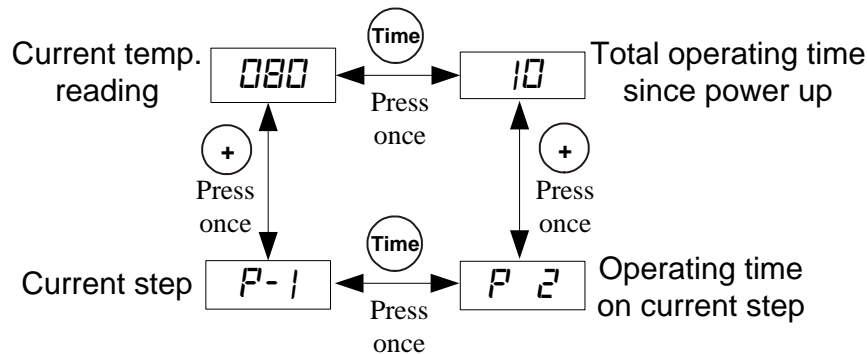 Time
Current temp.
reading
080
Press
once
10
Total operating time
since power up
+
Press
once
+
Press
once
Time
Current step
P-1
Press
once
P 2
Operating time
on current step